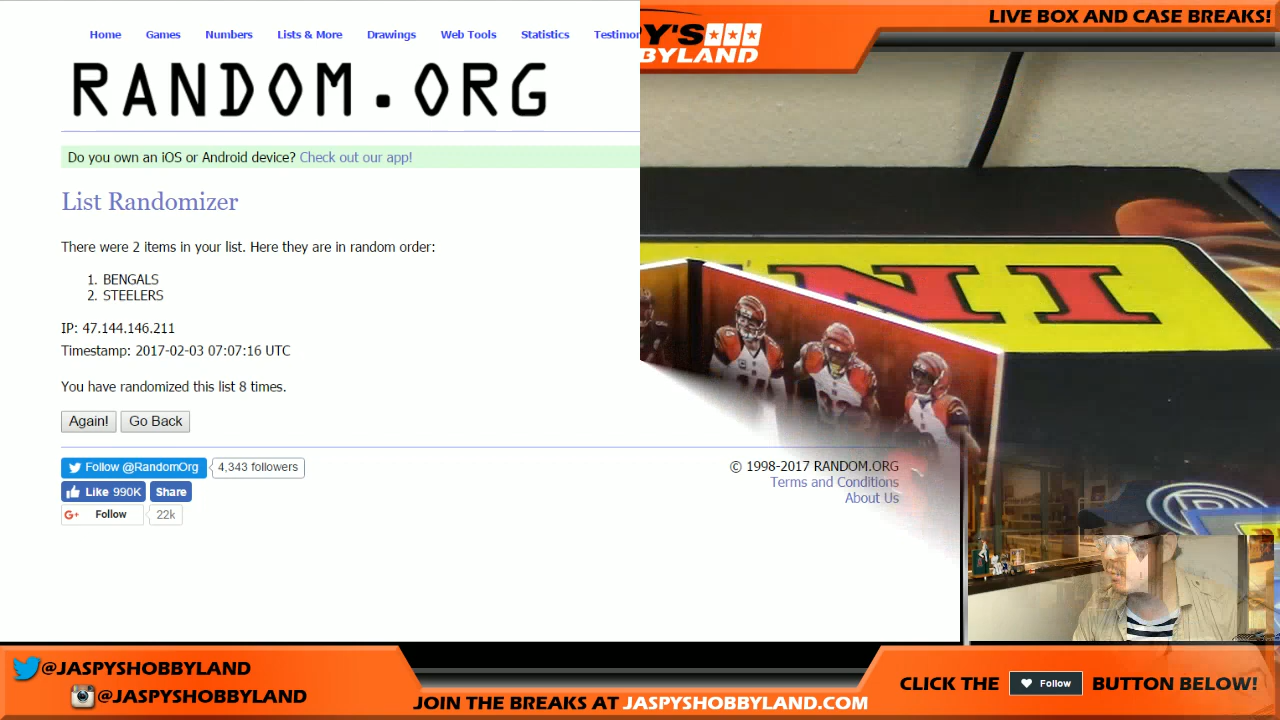 Home Games Numbers Lists & More Drawings Web Tools Statistics
RANDOM.ORG
Do you own an iOS or Android device? Check out our app!
List Randomizer
There were 2 items in your list. Here they are in random order:
1. BENGALS
2. STEELERS
IP: 47.144.146.211
Timestamp: 2017-02-03 07:07:16 UTC
You have randomized this list 8 times.
Again! Go Back
Follow @RandomOrg 4,343 followers
Like 990K Share
G+ Follow 22k
© 1998-2017 RANDOM.ORG
Terms and Conditions
About Us
LIVE BOX AND CASE BREAKS!
@JASPYSHOBBYLAND
@JASPYSHOBBYLAND
JOIN THE BREAKS AT JASPYSHOBBYLAND.COM
CLICK THE Follow BUTTON BELOW!